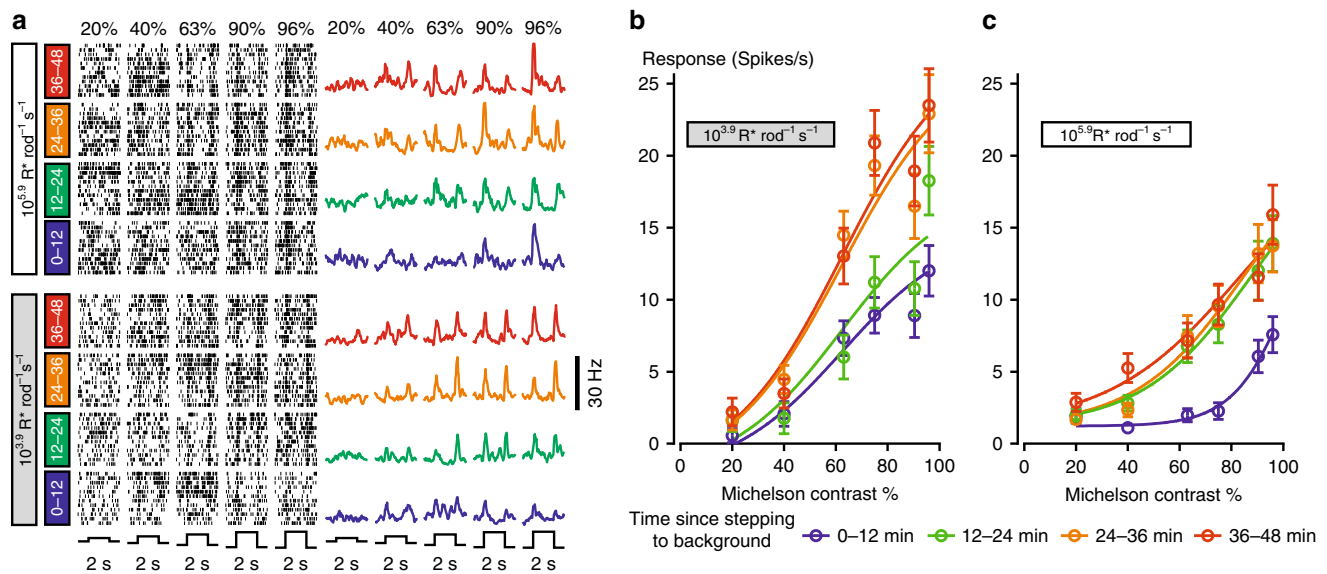 a
20% 40% 63% 90% 96% 20% 40% 63% 90% 96%
10^5.9 R* rod⁻¹ s⁻¹
36–48
24–36
12–24
0–12
10^3.9 R* rod⁻¹s⁻¹
36–48
24–36
12–24
0–12
30 Hz
2 s 2 s 2 s 2 s 2 s 2 s 2 s 2 s 2 s 2 s
b
Response (Spikes/s)
10^3.9 R* rod⁻¹ s⁻¹
25
20
15
10
5
0
0 20 40 60 80 100
Michelson contrast %
c
10^5.9R* rod⁻¹ s⁻¹
25
20
15
10
5
0
0 20 40 60 80 100
Michelson contrast %
Time since stepping
to background
0–12 min 12–24 min 24–36 min 36–48 min